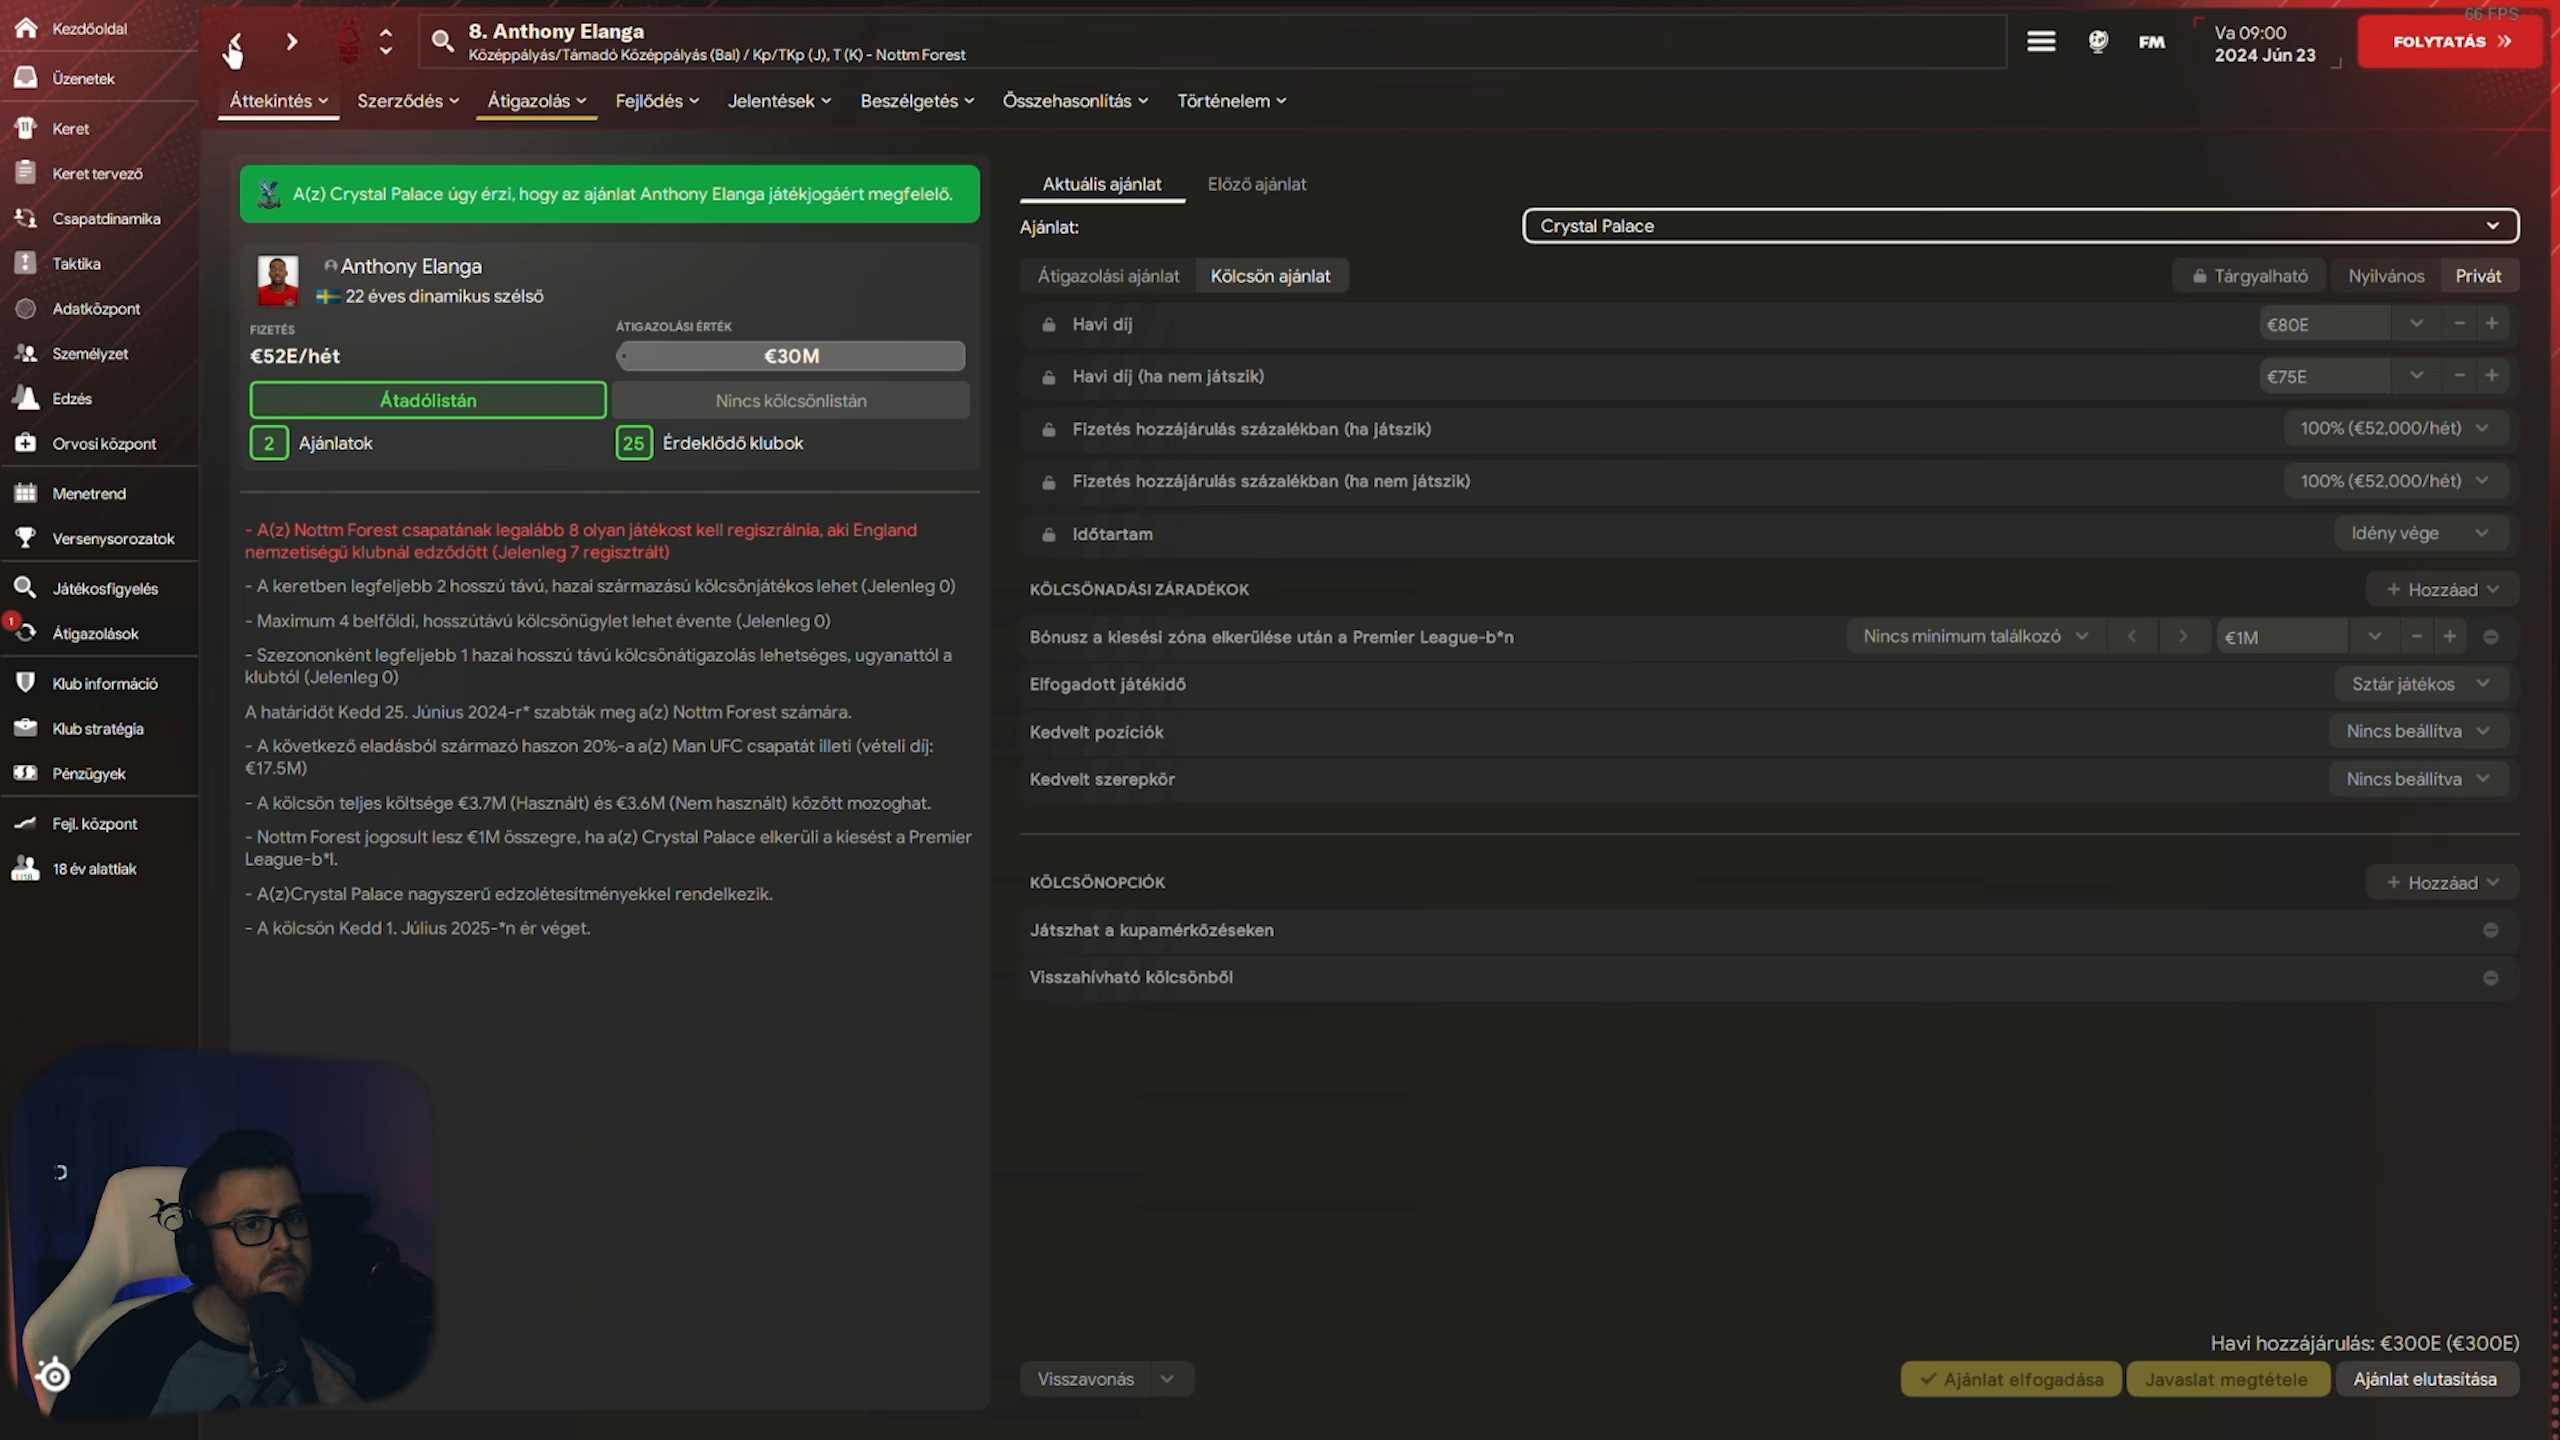 66 FPS
8. Anthony Elanga
Középpályás/Támadó Középpályás (Bal) / Kp/TKp (J), T (K) - Nottm Forest
FM
Va 09:00
2024 Jún 23
FOLYTATÁS
Kezdőoldal
Üzenetek
Keret
Keret tervező
Csapatdinamika
Taktika
Adatközpont
Személyzet
Edzés
Orvosi központ
Menetrend
Versenysorozatok
Játékosfigyelés
1
Átigazolások
Klub információ
Klub stratégia
Pénzügyek
Fejl. központ
18 év alattiak
Áttekintés
Szerződés
Átigazolás
Fejlődés
Jelentések
Beszélgetés
Összehasonlítás
Történelem
A(z) Crystal Palace úgy érzi, hogy az ajánlat Anthony Elanga játékjogáért megfelelő.
Anthony Elanga
22 éves dinamikus szélső
FIZETÉS
€52E/hét
ÁTIGAZOLÁSI ÉRTÉK
€30M
Átadólistán
Nincs kölcsönlistán
2 Ajánlatok
25 Érdeklődő klubok
- A(z) Nottm Forest csapatának legalább 8 olyan játékost kell regiszrálnia, aki England
nemzetiségű klubnál edződött (Jelenleg 7 regisztrált)
- A keretben legfeljebb 2 hosszú távú, hazai származású kölcsönjátékos lehet (Jelenleg 0)
- Maximum 4 belföldi, hosszútávú kölcsönügylet lehet évente (Jelenleg 0)
- Szezononként legfeljebb 1 hazai hosszú távú kölcsönátigazolás lehetséges, ugyanattól a
klubtól (Jelenleg 0)
A határidőt Kedd 25. Június 2024-r* szabták meg a(z) Nottm Forest számára.
- A következő eladásból származó haszon 20%-a a(z) Man UFC csapatát illeti (vételi díj:
€17.5M)
- A kölcsön teljes költsége €3.7M (Használt) és €3.6M (Nem használt) között mozoghat.
- Nottm Forest jogosult lesz €1M összegre, ha a(z) Crystal Palace elkerüli a kiesést a Premier
League-b*l.
- A(z)Crystal Palace nagyszerű edzolétesítményekkel rendelkezik.
- A kölcsön Kedd 1. Július 2025-*n ér véget.
Aktuális ajánlat
Előző ajánlat
Ajánlat:
Crystal Palace
Átigazolási ajánlat
Kölcsön ajánlat
Tárgyalható
Nyilvános
Privát
Havi díj
€80E
Havi díj (ha nem játszik)
€75E
Fizetés hozzájárulás százalékban (ha játszik)
100% (€52,000/hét)
Fizetés hozzájárulás százalékban (ha nem játszik)
100% (€52,000/hét)
Időtartam
Idény vége
KÖLCSÖNADÁSI ZÁRADÉKOK
+ Hozzáad
Bónusz a kiesési zóna elkerülése után a Premier League-b*n
Nincs minimum találkozó
€1M
Elfogadott játékidő
Sztár játékos
Kedvelt pozíciók
Nincs beállítva
Kedvelt szerepkör
Nincs beállítva
KÖLCSÖNOPCIÓK
+ Hozzáad
Játszhat a kupamérkőzéseken
Visszahívható kölcsönből
Havi hozzájárulás: €300E (€300E)
Visszavonás
Ajánlat elfogadása
Javaslat megtétele
Ajánlat elutasítása